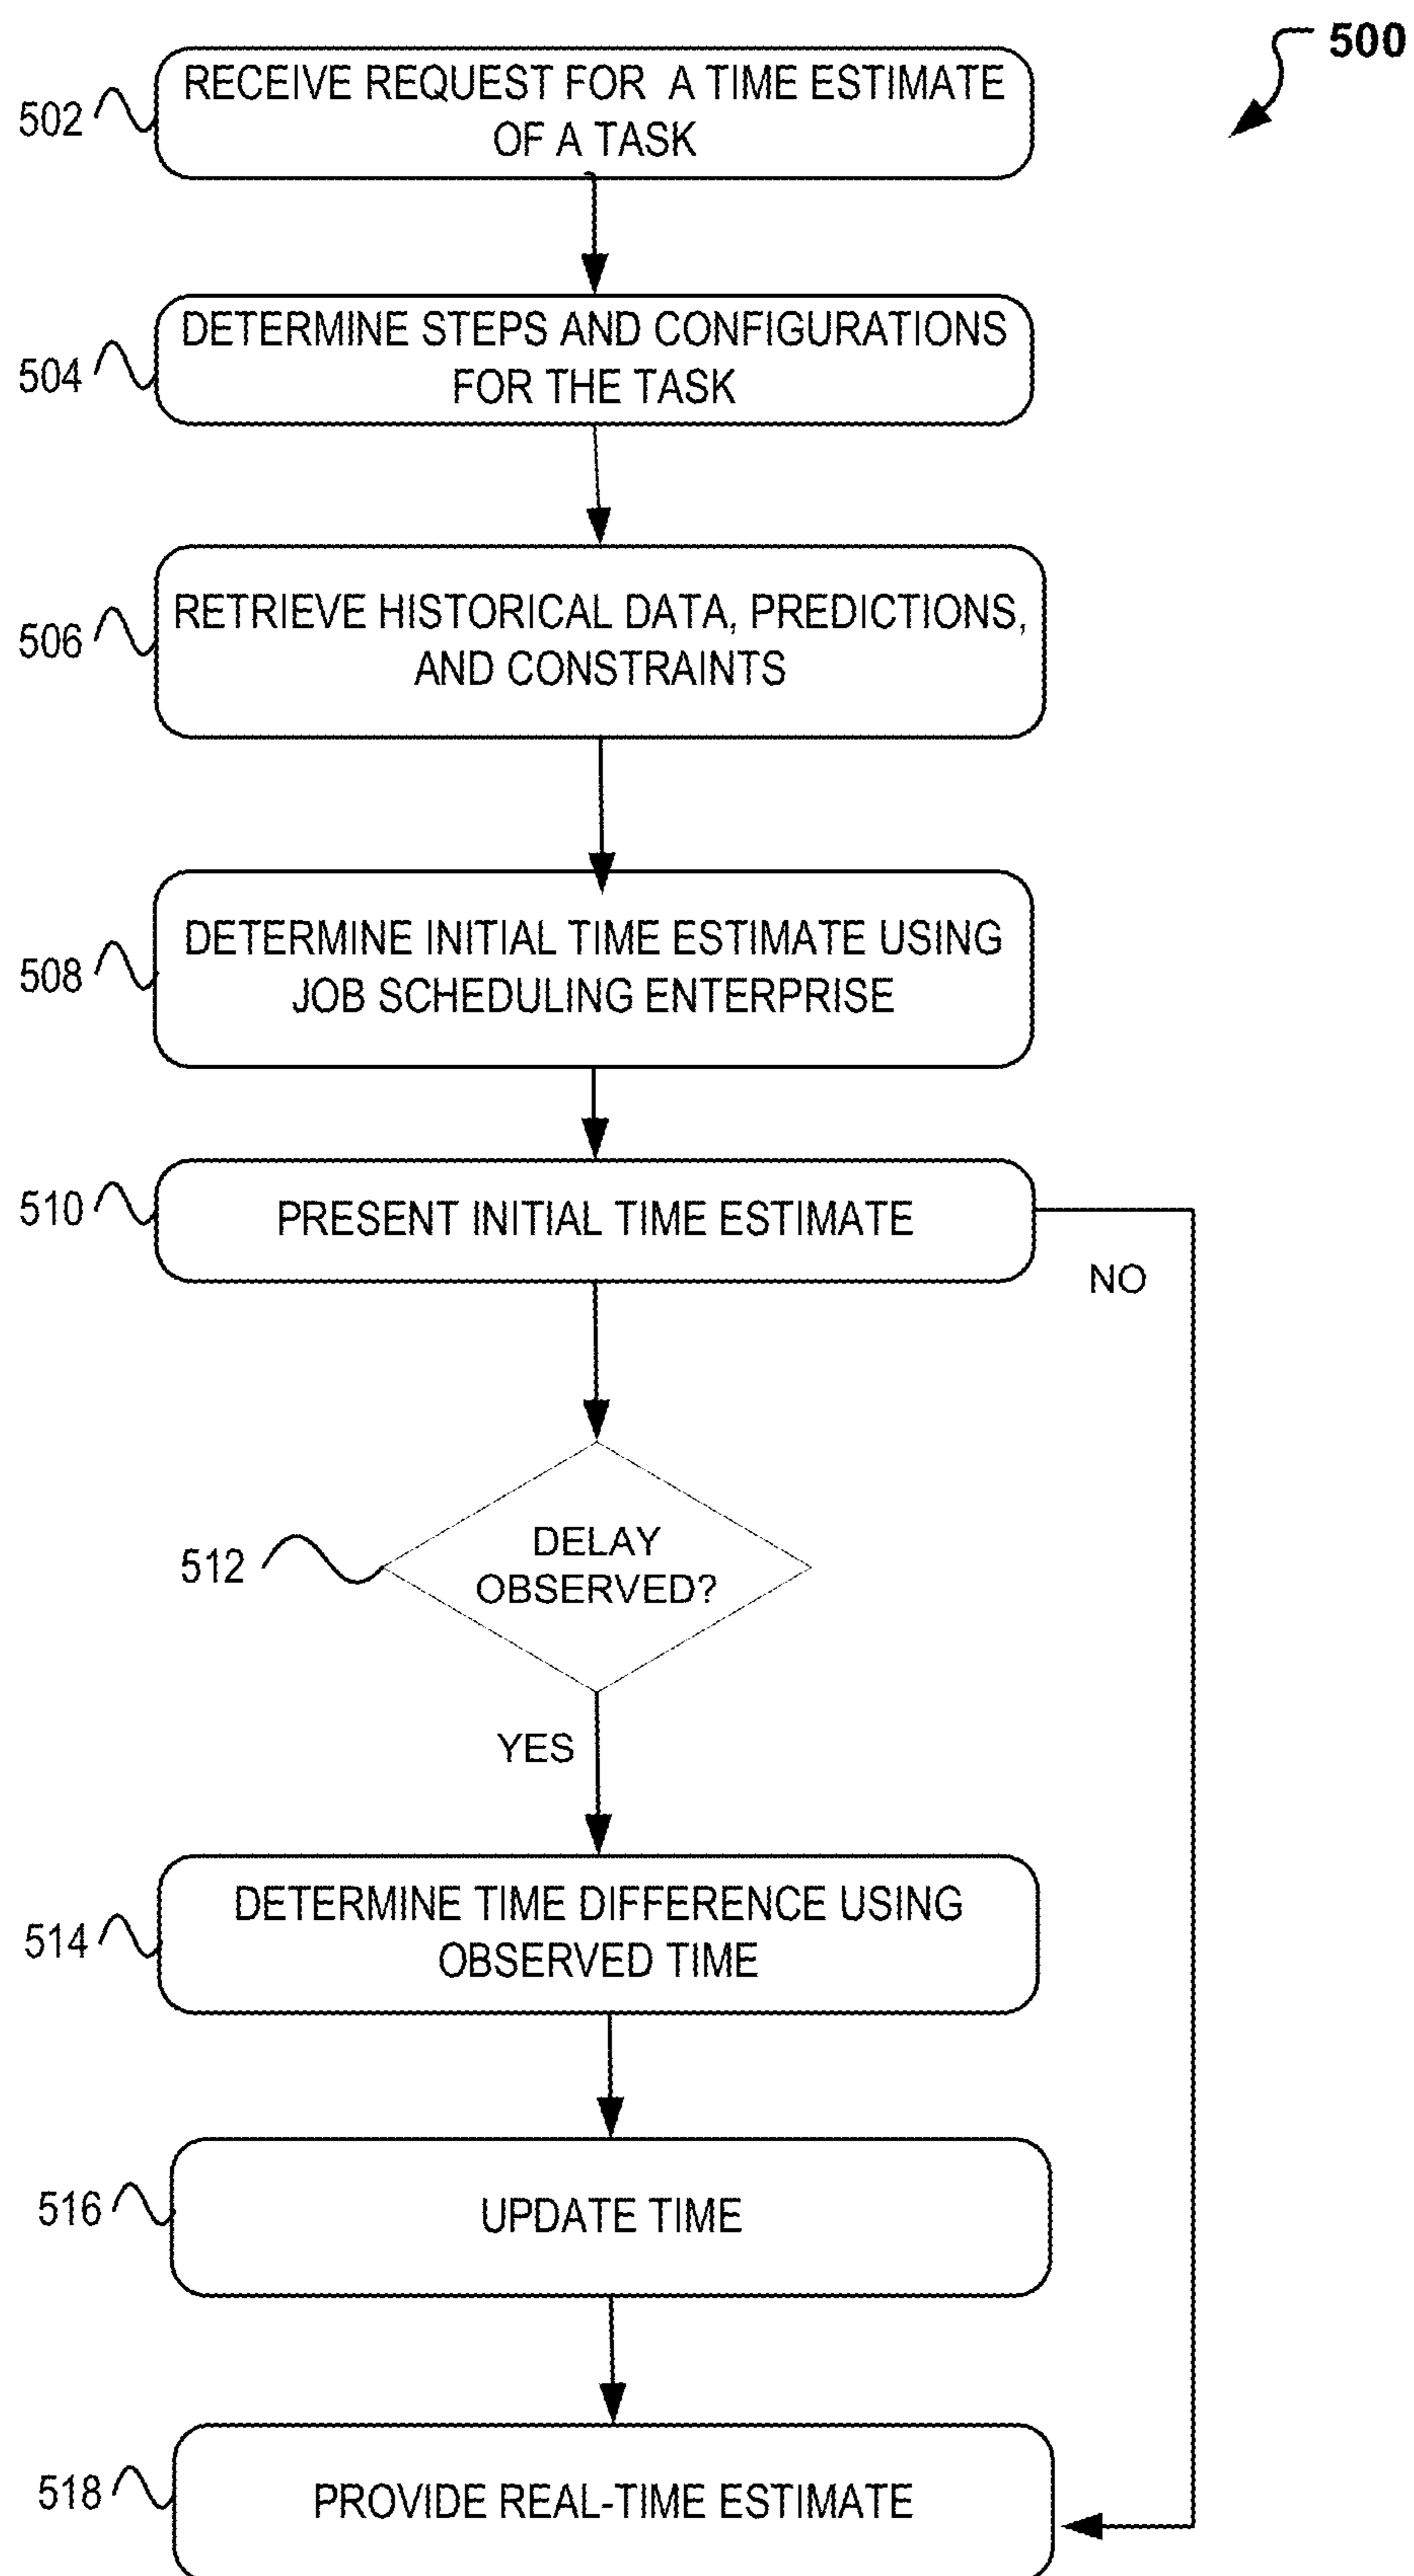 500
502
RECEIVE REQUEST FOR A TIME ESTIMATE
OF A TASK
504
DETERMINE STEPS AND CONFIGURATIONS
FOR THE TASK
506
RETRIEVE HISTORICAL DATA, PREDICTIONS,
AND CONSTRAINTS
508
DETERMINE INITIAL TIME ESTIMATE USING
JOB SCHEDULING ENTERPRISE
510
PRESENT INITIAL TIME ESTIMATE
NO
512
DELAY
OBSERVED?
YES
514
DETERMINE TIME DIFFERENCE USING
OBSERVED TIME
516
UPDATE TIME
518
PROVIDE REAL-TIME ESTIMATE